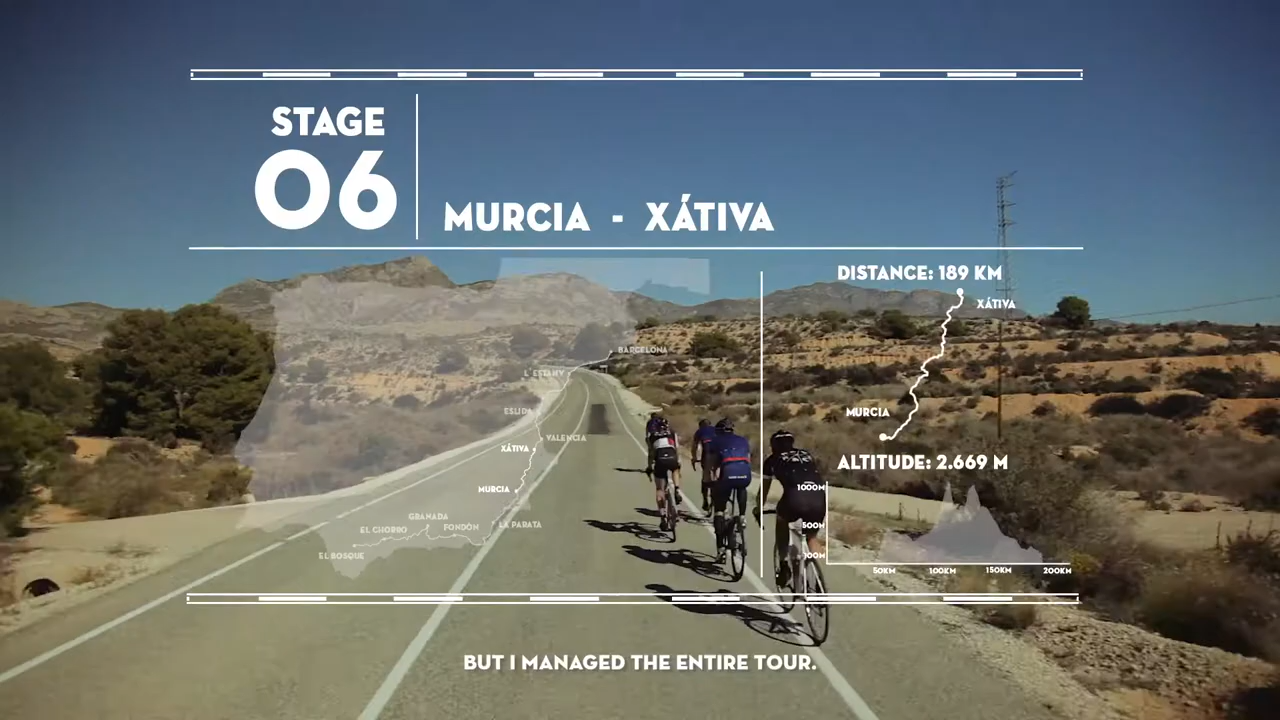 STAGE
06
MURCIA - XÁTIVA
DISTANCE: 189 KM
XÁTIVA
MURCIA
ALTITUDE: 2.669 M
1000M
500M
100M
50KM 100KM 150KM 200KM
BARCELONA
L'ESTANY
ESLIDA
VALENCIA
XÁTIVA
MURCIA
LA PARATA
GRANADA
FONDÓN
EL CHORRO
EL BOSQUE
BUT I MANAGED THE ENTIRE TOUR.